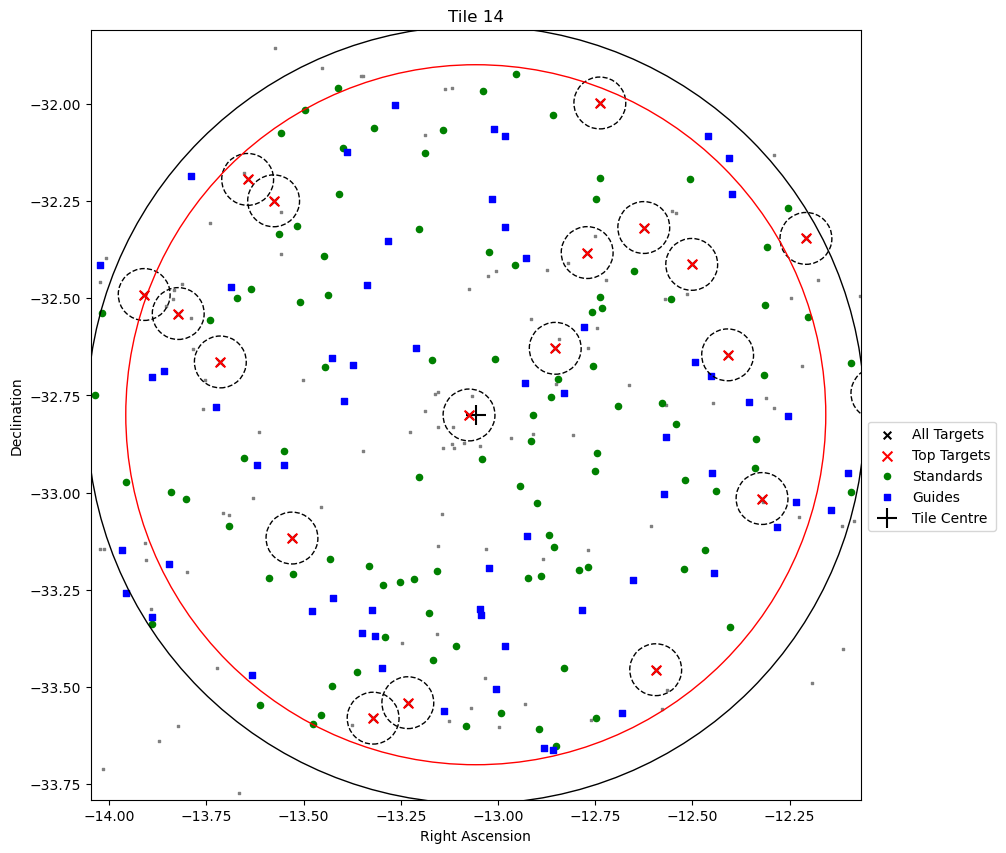 Tile 14
−32.00
−32.25
−32.50
−32.75
−33.00
−33.25
−33.50
−33.75
Declination
−14.00
−13.75
−13.50
−13.25
−13.00
−12.75
−12.50
−12.25
Right Ascension
All Targets
Top Targets
Standards
Guides
Tile Centre